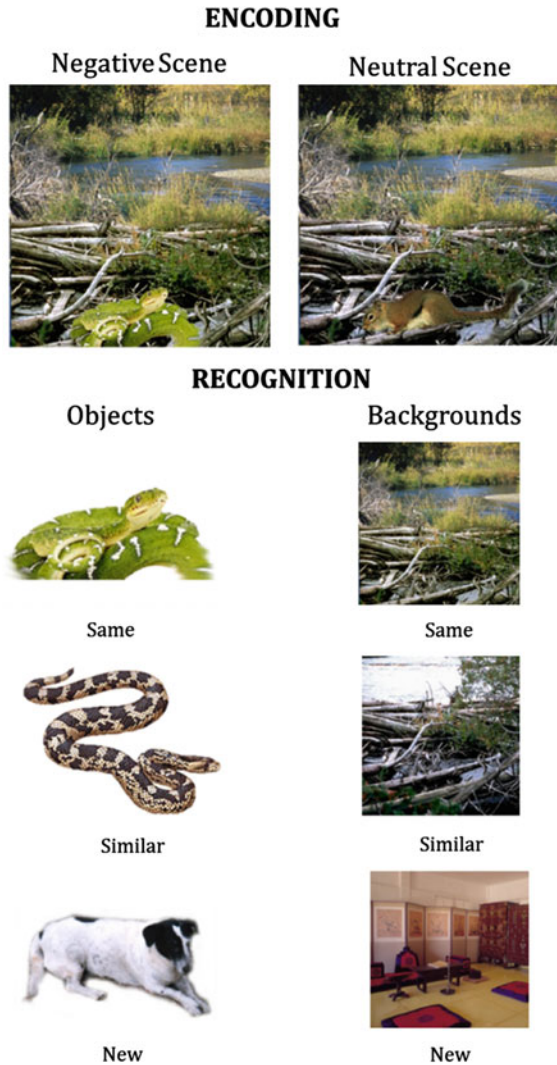 ENCODING
Negative Scene
Neutral Scene
RECOGNITION
Objects
Backgrounds
Same
Same
Similar
Similar
New
New